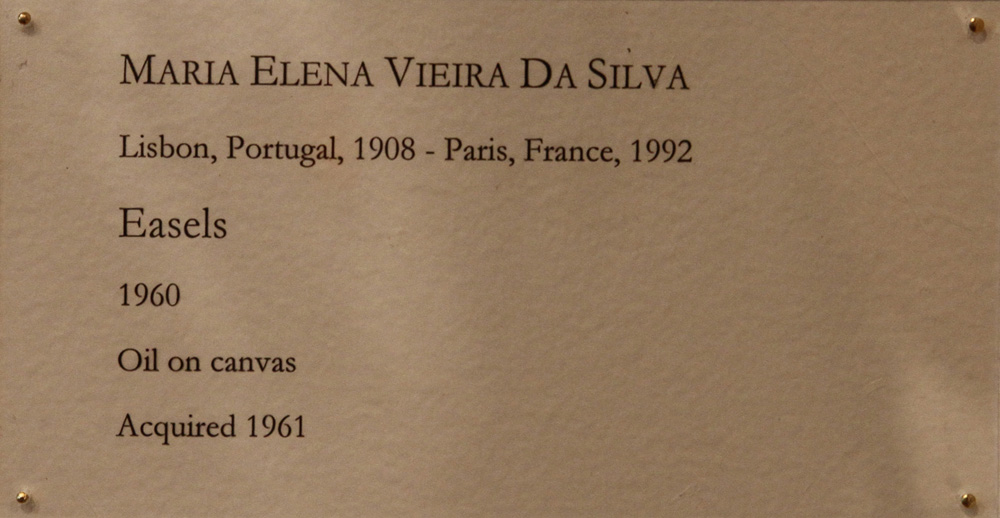 MARIA ELENA VIEIRA DA SILVA
Lisbon, Portugal, 1908 - Paris, France, 1992
Easels
1960
Oil on canvas
Acquired 1961